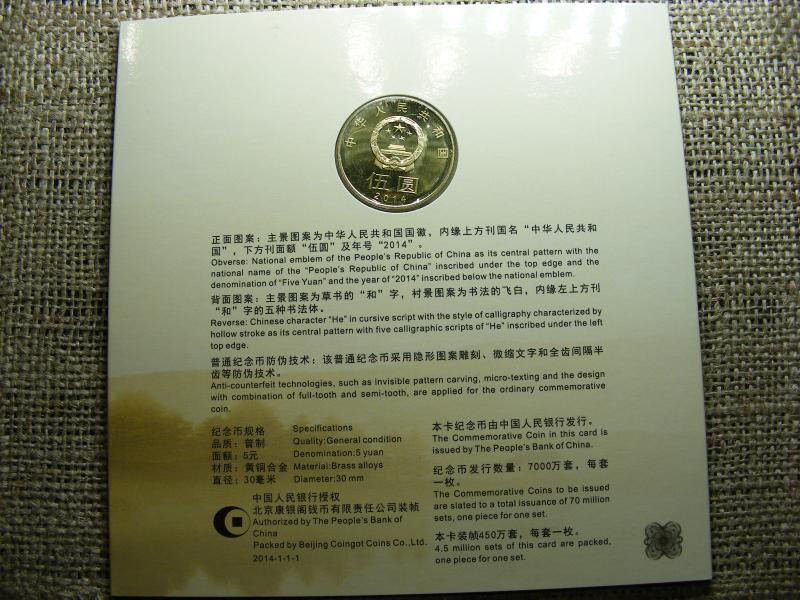 中华人民共和国
伍圆
2014
正面图案：主景图案为中华人民共和国国徽，内缘上方刊国名“中华人民共和
国”，下方刊面额“伍圆”及年号“2014”。
Obverse: National emblem of the People's Republic of China as its central pattern with the
national name of the "People's Republic of China" inscribed under the top edge and the
denomination of "Five Yuan" and the year of "2014" inscribed below the national emblem.
背面图案：主景图案为草书的“和”字，衬景图案为书法的飞白，内缘左上方刊
“和”字的五种书法体。
Reverse: Chinese character "He" in cursive script with the style of calligraphy characterized by
hollow stroke as its central pattern with five calligraphic scripts of "He" inscribed under the left
top edge.
普通纪念币防伪技术：该普通纪念币采用隐形图案雕刻、微缩文字和全齿间隔半
齿等防伪技术。
Anti-counterfeit technologies, such as invisible pattern carving, micro-texting and the design
with combination of full-tooth and semi-tooth, are applied for the ordinary commemorative
coin.
纪念币规格 Specifications
品质：普制 Quality:General condition
面额：5元 Denomination:5 yuan
材质：黄铜合金 Material:Brass alloys
直径：30毫米 Diameter:30 mm
中国人民银行授权
北京康银阁钱币有限责任公司装帧
Authorized by The People's Bank of
China
Packed by Beijing Coingot Coins Co.,Ltd.
2014-1-1-1
本卡纪念币由中国人民银行发行。
The Commemorative Coin in this card is
issued by The People's Bank of China.
纪念币发行数量：7000万套，每套
一枚。
The Commemorative Coins to be issued
are slated to a total issuance of 70 million
sets, one piece for one set.
本卡装帧450万套，每套一枚。
4.5 million sets of this card are packed,
one piece for one set.